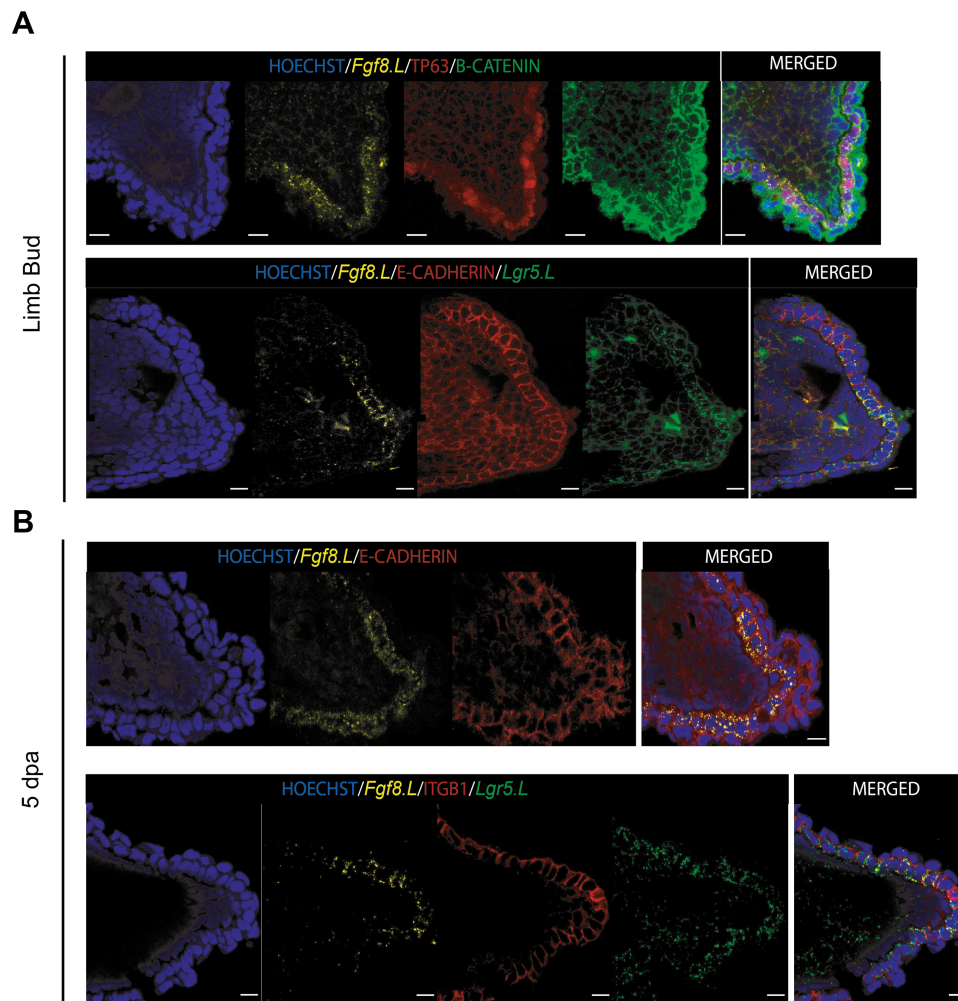 A
Limb Bud
HOECHST/Fgf8.L/TP63/B-CATENIN
MERGED
HOECHST/Fgf8.L/E-CADHERIN/Lgr5.L
MERGED
B
5 dpa
HOECHST/Fgf8.L/E-CADHERIN
MERGED
HOECHST/Fgf8.L/ITGB1/Lgr5.L
MERGED